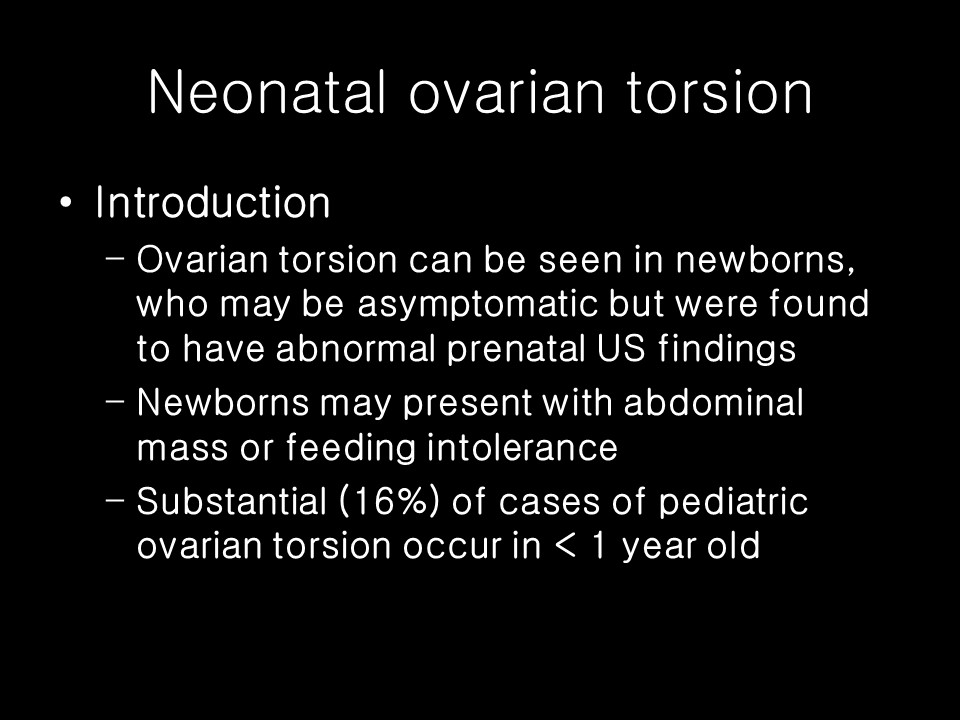 Neonatal ovarian torsion
• Introduction
– Ovarian torsion can be seen in newborns,
who may be asymptomatic but were found
to have abnormal prenatal US findings
– Newborns may present with abdominal
mass or feeding intolerance
– Substantial (16%) of cases of pediatric
ovarian torsion occur in < 1 year old